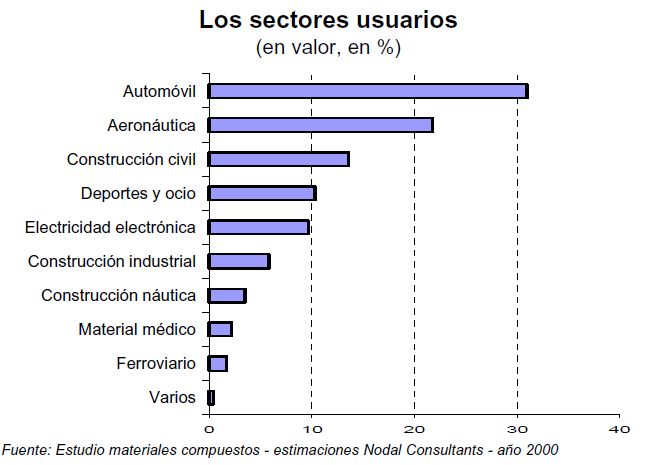 Los sectores usuarios
(en valor, en %)
Automóvil
Aeronáutica
Construcción civil
Deportes y ocio
Electricidad electrónica
Construcción industrial
Construcción náutica
Material médico
Ferroviario
Varios
0 10 20 30 40
Fuente: Estudio materiales compuestos - estimaciones Nodal Consultants - año 2000